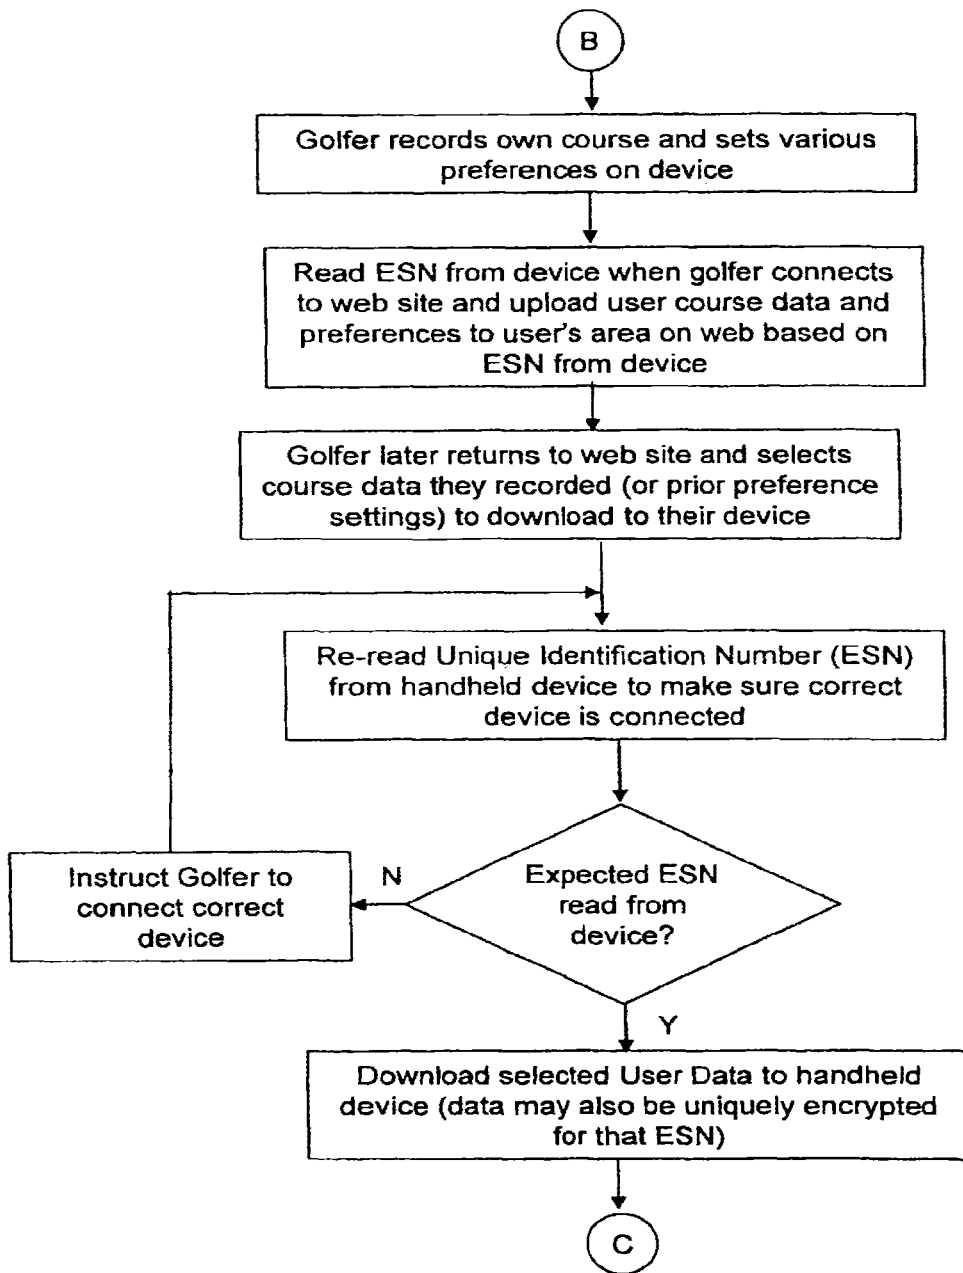 B
Golfer records own course and sets various
preferences on device
Read ESN from device when golfer connects
to web site and upload user course data and
preferences to user's area on web based on
ESN from device
Golfer later returns to web site and selects
course data they recorded (or prior preference
settings) to download to their device
Re-read Unique Identification Number (ESN)
from handheld device to make sure correct
device is connected
Expected ESN
read from
device?
N
Instruct Golfer to
connect correct
device
Y
Download selected User Data to handheld
device (data may also be uniquely encrypted
for that ESN)
C